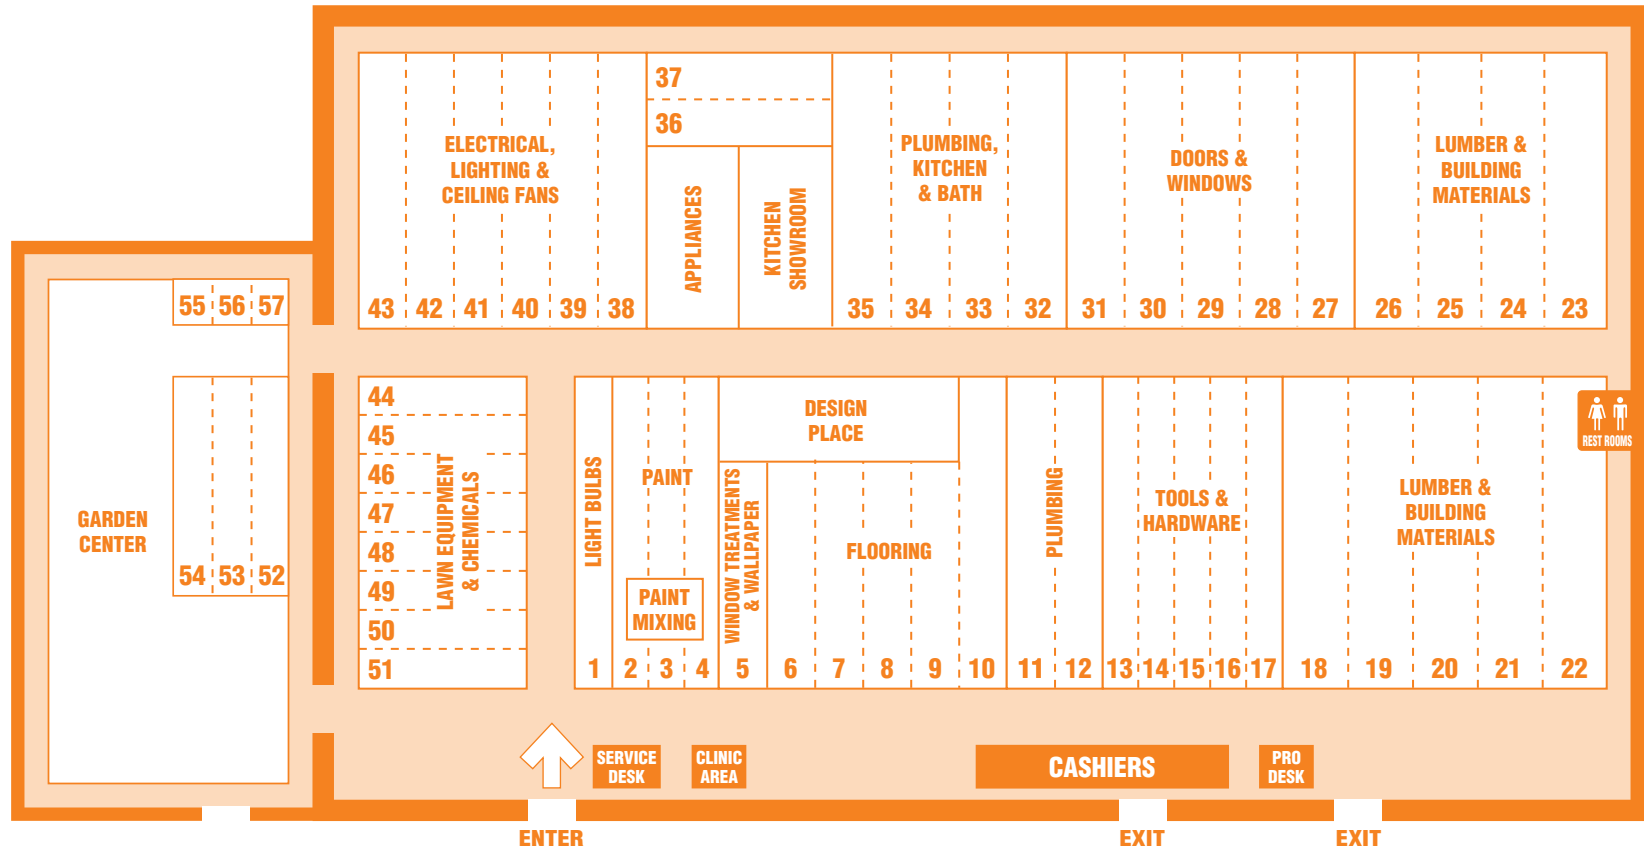 37
36
ELECTRICAL,
LIGHTING &
CEILING FANS
APPLIANCES
KITCHEN
SHOWROOM
PLUMBING,
KITCHEN
& BATH
DOORS &
WINDOWS
LUMBER &
BUILDING
MATERIALS
43 42 41 40 39 38 35 34 33 32 31 30 29 28 27 26 25 24 23
55 56 57
GARDEN
CENTER
54 53 52
44
45
46
47
48
49
50
51
LAWN EQUIPMENT
& CHEMICALS
LIGHT BULBS
PAINT
PAINT
MIXING
DESIGN
PLACE
WINDOW TREATMENTS
& WALLPAPER
FLOORING
PLUMBING
TOOLS &
HARDWARE
LUMBER &
BUILDING
MATERIALS
REST ROOMS
1 2 3 4 5 6 7 8 9 10 11 12 13 14 15 16 17 18 19 20 21 22
SERVICE
DESK
CLINIC
AREA
CASHIERS
PRO
DESK
ENTER
EXIT
EXIT